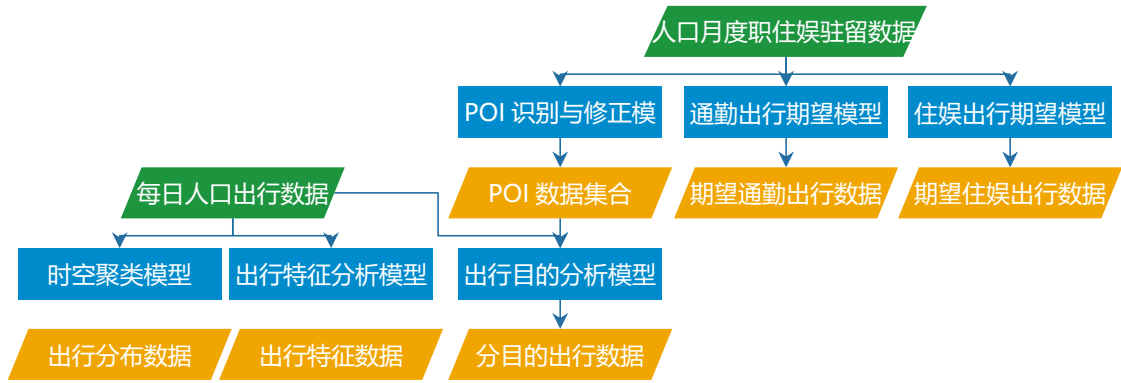 人口月度职住娱驻留数据
POI 识别与修正模
通勤出行期望模型
住娱出行期望模型
每日人口出行数据
POI 数据集合
期望通勤出行数据
期望住娱出行数据
时空聚类模型
出行特征分析模型
出行目的分析模型
出行分布数据
出行特征数据
分目的出行数据